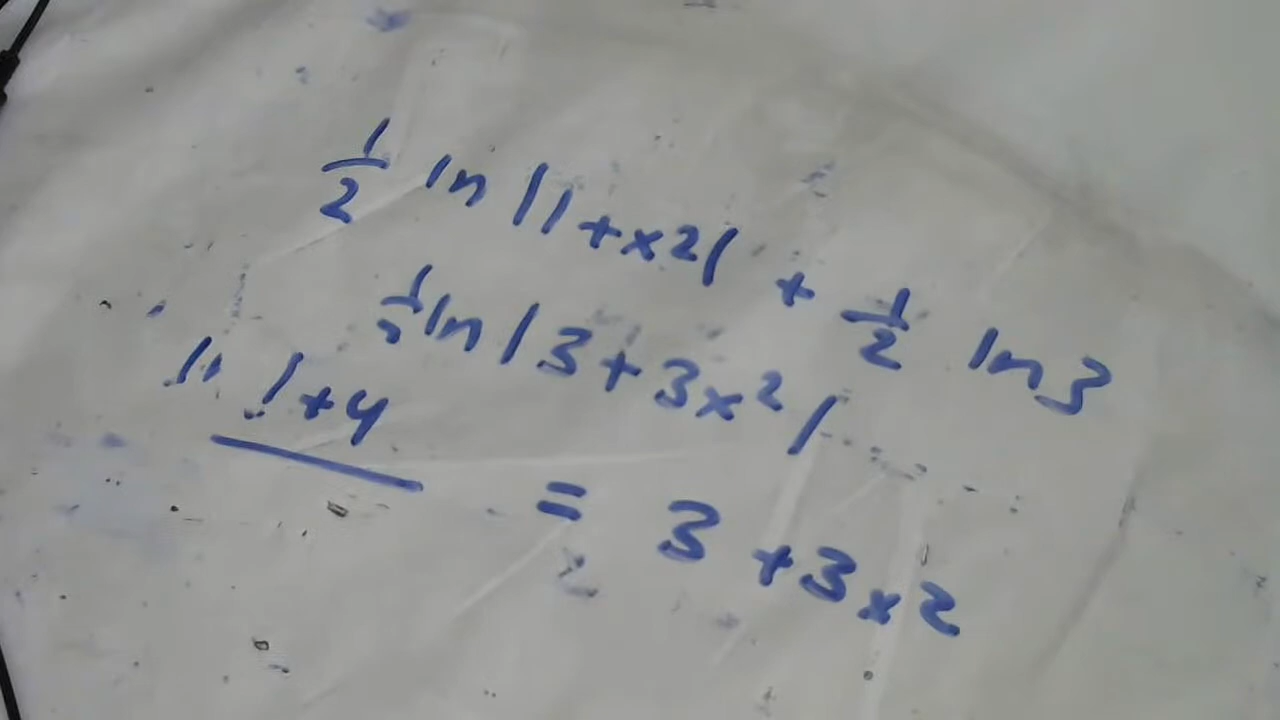 1/2 ln |1+x2| + 1/2 ln3
1/2 ln |3+3x²|
1+4
= 3 +3x2